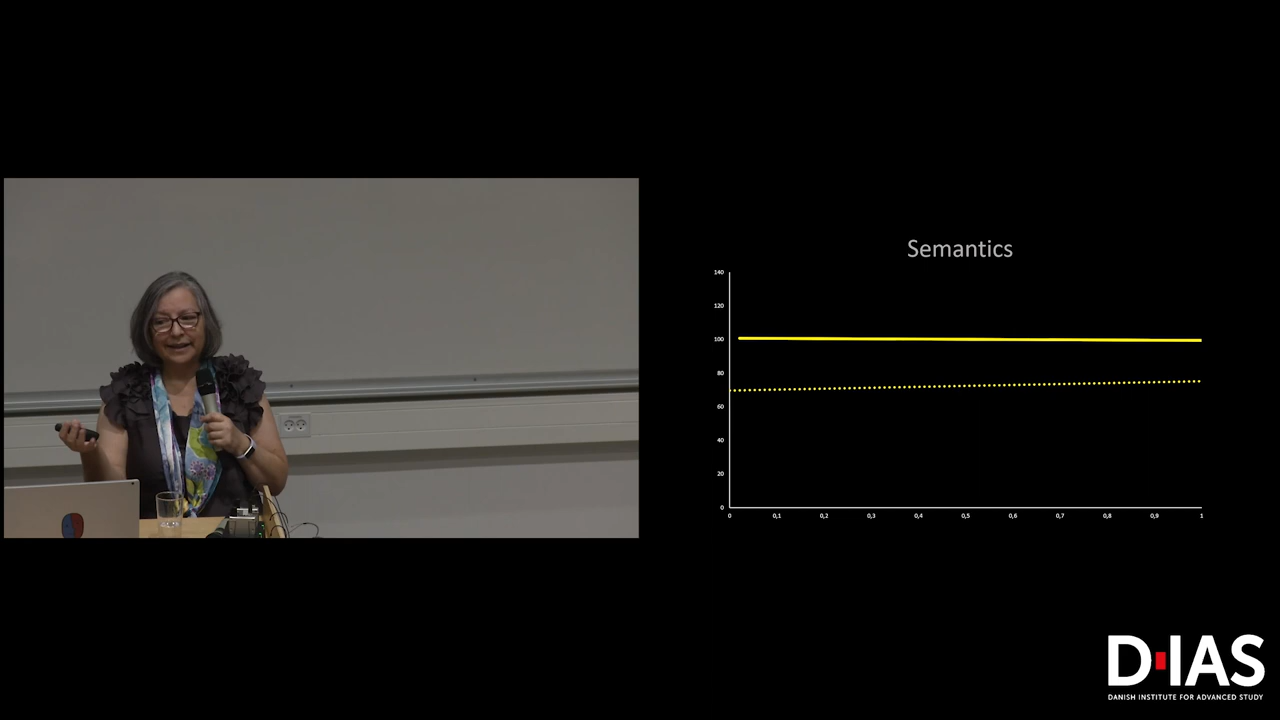 Semantics
140
120
100
80
60
40
20
0
0 0,1 0,2 0,3 0,4 0,5 0,6 0,7 0,8 0,9 1
D·IAS
DANISH INSTITUTE FOR ADVANCED STUDY